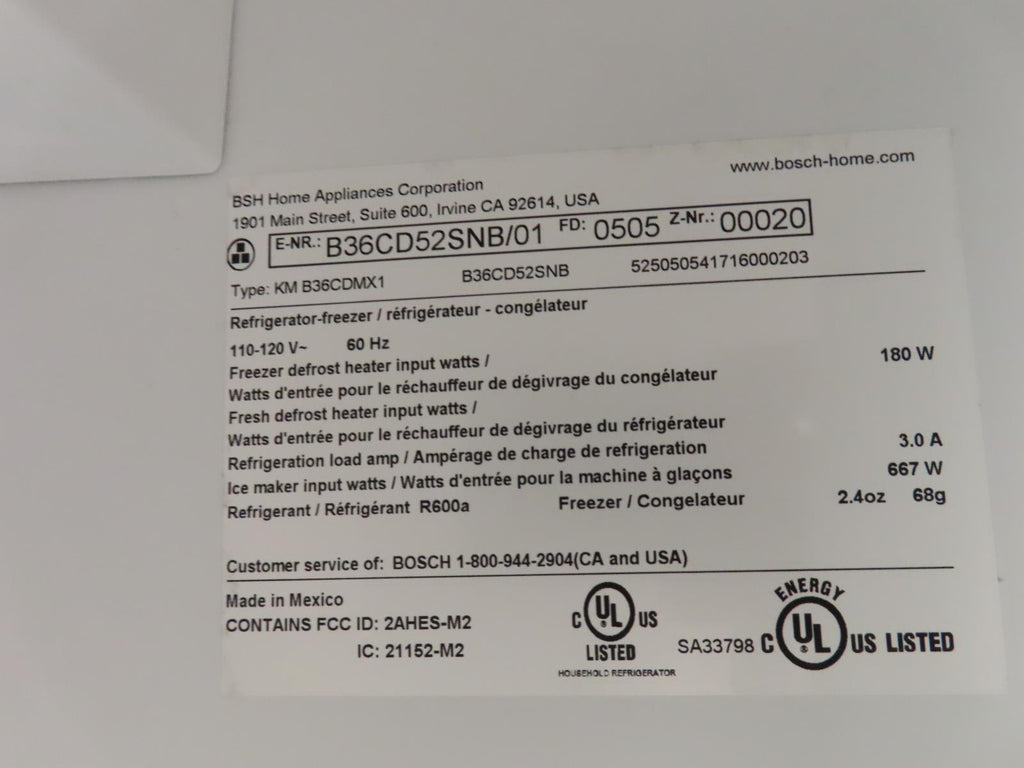 www.bosch-home.com
BSH Home Appliances Corporation
1901 Main Street, Suite 600, Irvine CA 92614, USA
E-NR.: B36CD52SNB/01 FD: 0505 Z-Nr.: 00020
Type: KM B36CDMX1 B36CD52SNB 525050541716000203
Refrigerator-freezer / réfrigérateur - congélateur
110-120 V~ 60 Hz
Freezer defrost heater input watts / 180 W
Watts d'entrée pour le réchauffeur de dégivrage du congélateur
Fresh defrost heater input watts /
Watts d'entrée pour le réchauffeur de dégivrage du réfrigérateur
Refrigeration load amp / Ampérage de charge de refrigeration 3.0 A
Ice maker input watts / Watts d'entrée pour la machine à glaçons 667 W
Refrigerant / Réfrigérant R600a Freezer / Congelateur 2.4oz 68g
Customer service of: BOSCH 1-800-944-2904(CA and USA)
Made in Mexico
CONTAINS FCC ID: 2AHES-M2
IC: 21152-M2
C UL ® US
LISTED
HOUSEHOLD REFRIGERATOR
ENERGY
SA33798 C UL ® US LISTED